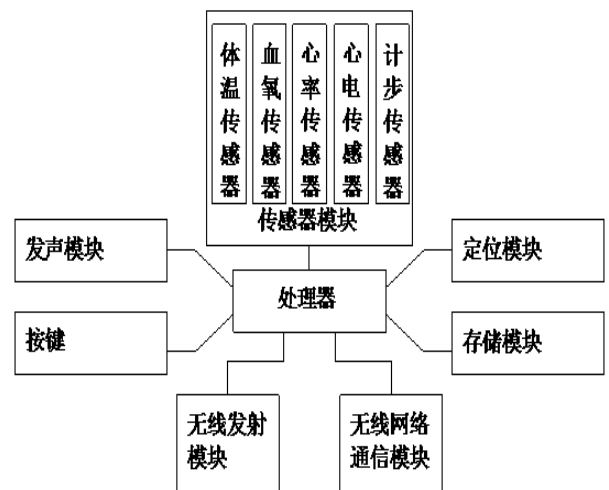 体温传感器
血氧传感器
心率传感器
心电传感器
计步传感器
传感器模块
发声模块
定位模块
处理器
按键
存储模块
无线发射
模块
无线网络
通信模块